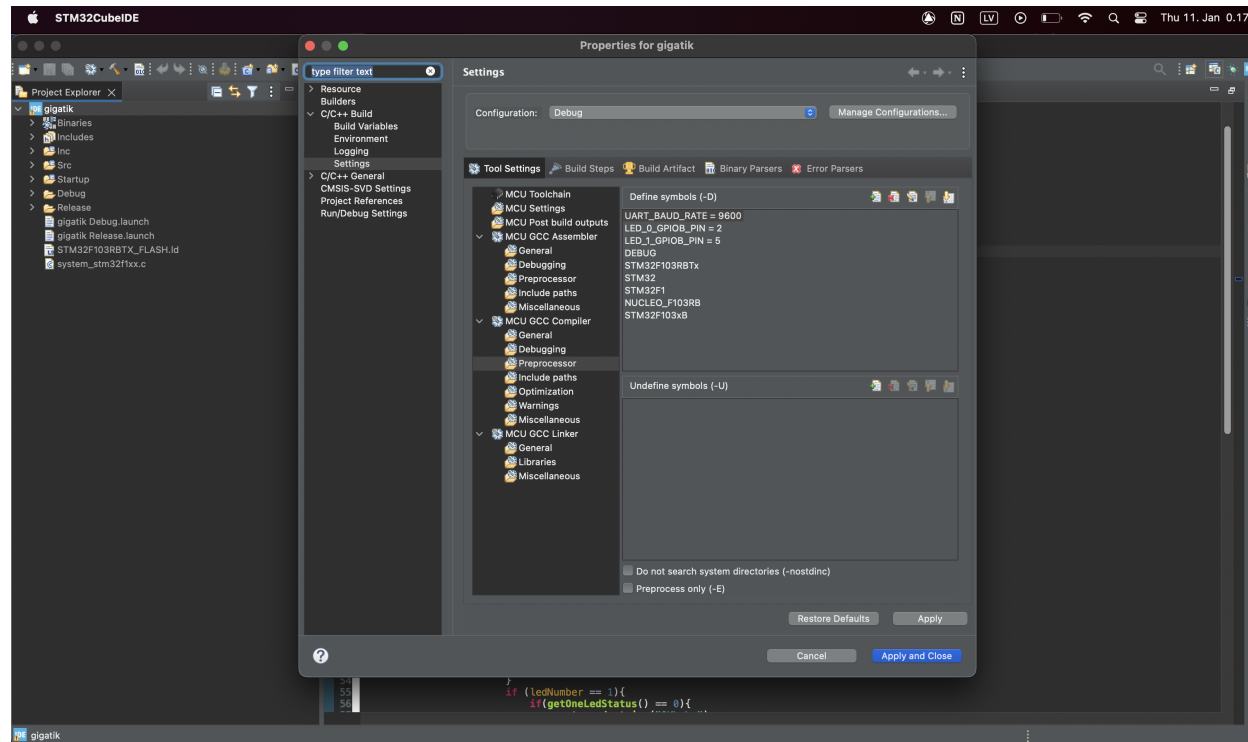 STM32CubeIDE
N
LV
Thu 11. Jan 0.17
Properties for gigatik
Project Explorer
IDE gigatik
Binaries
Includes
Inc
Src
Startup
Debug
Release
gigatik Debug.launch
gigatik Release.launch
STM32F103RBTX_FLASH.ld
system_stm32f1xx.c
type filter text
Resource
Builders
C/C++ Build
Build Variables
Environment
Logging
Settings
C/C++ General
CMSIS-SVD Settings
Project References
Run/Debug Settings
Settings
Configuration: Debug Manage Configurations...
Tool Settings Build Steps Build Artifact Binary Parsers Error Parsers
MCU Toolchain
MCU Settings
MCU Post build outputs
MCU GCC Assembler
General
Debugging
Preprocessor
Include paths
Miscellaneous
MCU GCC Compiler
General
Debugging
Preprocessor
Include paths
Optimization
Warnings
Miscellaneous
MCU GCC Linker
General
Libraries
Miscellaneous
Define symbols (-D)
UART_BAUD_RATE = 9600
LED_0_GPIOB_PIN = 2
LED_1_GPIOB_PIN = 5
DEBUG
STM32F103RBTx
STM32
STM32F1
NUCLEO_F103RB
STM32F103xB
Undefine symbols (-U)
Do not search system directories (-nostdinc)
Preprocess only (-E)
Restore Defaults Apply
? Cancel Apply and Close
54 }
55 if (ledNumber == 1){
56 if(getOneLedStatus() == 0){
IDE gigatik